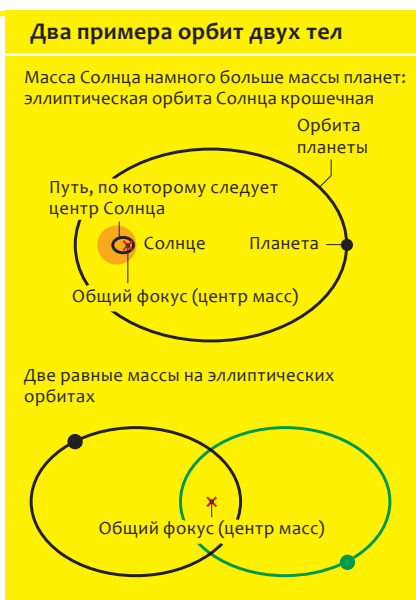 Два примера орбит двух тел
Масса Солнца намного больше массы планет:
эллиптическая орбита Солнца крошечная
Орбита
планеты
Путь, по которому следует
центр Солнца
Солнце
Планета
Общий фокус (центр масс)
Две равные массы на эллиптических
орбитах
Общий фокус (центр масс)